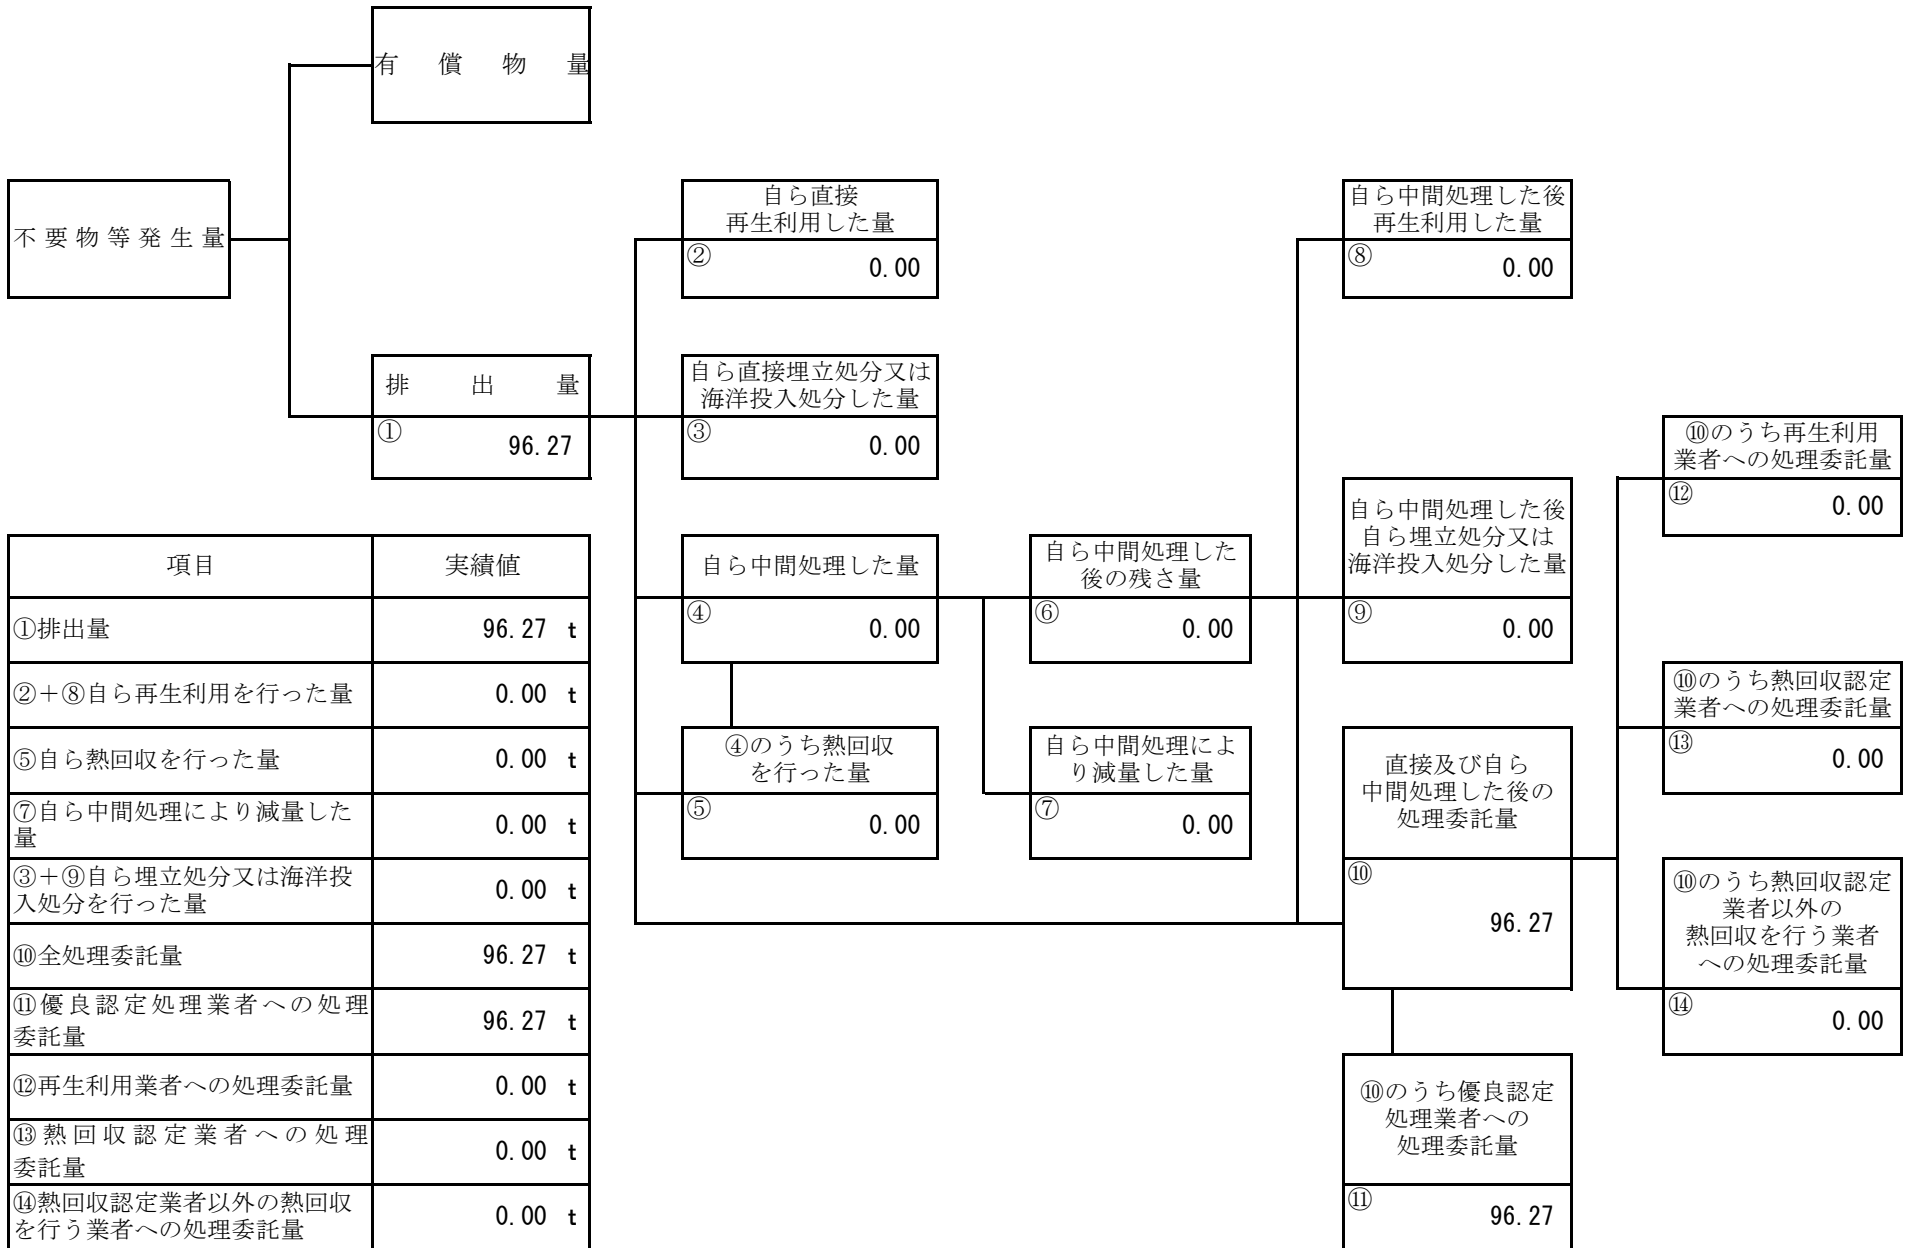 有償物量
不要物等発生量
自ら直接
再生利用した量
② 0.00
自ら中間処理した後
再生利用した量
⑧ 0.00
排出量
① 96.27
自ら直接埋立処分又は
海洋投入処分した量
③ 0.00
⑩のうち再生利用
業者への処理委託量
⑫ 0.00
自ら中間処理した量
④ 0.00
自ら中間処理した
後の残さ量
⑥ 0.00
自ら中間処理した後
自ら埋立処分又は
海洋投入処分した量
⑨ 0.00
⑩のうち熱回収認定
業者への処理委託量
⑬ 0.00
④のうち熱回収
を行った量
⑤ 0.00
自ら中間処理によ
り減量した量
⑦ 0.00
直接及び自ら
中間処理した後の
処理委託量
⑩
96.27
⑩のうち熱回収認定
業者以外の
熱回収を行う業者
への処理委託量
⑭ 0.00
⑩のうち優良認定
処理業者への
処理委託量
⑪ 96.27
項目 実績値
①排出量 96.27 t
②＋⑧自ら再生利用を行った量 0.00 t
⑤自ら熱回収を行った量 0.00 t
⑦自ら中間処理により減量した
量 0.00 t
③＋⑨自ら埋立処分又は海洋投
入処分を行った量 0.00 t
⑩全処理委託量 96.27 t
⑪優良認定処理業者への処理
委託量 96.27 t
⑫再生利用業者への処理委託量 0.00 t
⑬熱回収認定業者への処理
委託量 0.00 t
⑭熱回収認定業者以外の熱回収
を行う業者への処理委託量 0.00 t